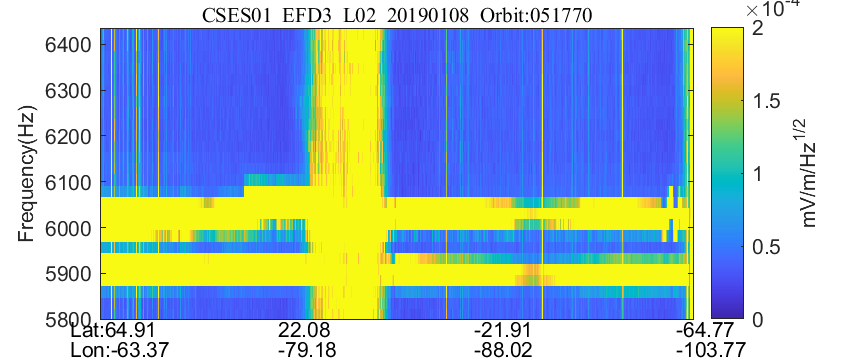 CSES01 EFD3 L02 20190108 Orbit:051770
×10⁻⁴
6400
6300
6200
6100
6000
5900
5800
Frequency(Hz)
2
1.5
1
0.5
0
mV/m/Hz^1/2
Lat:64.91 22.08 -21.91 -64.77
Lon:-63.37 -79.18 -88.02 -103.77